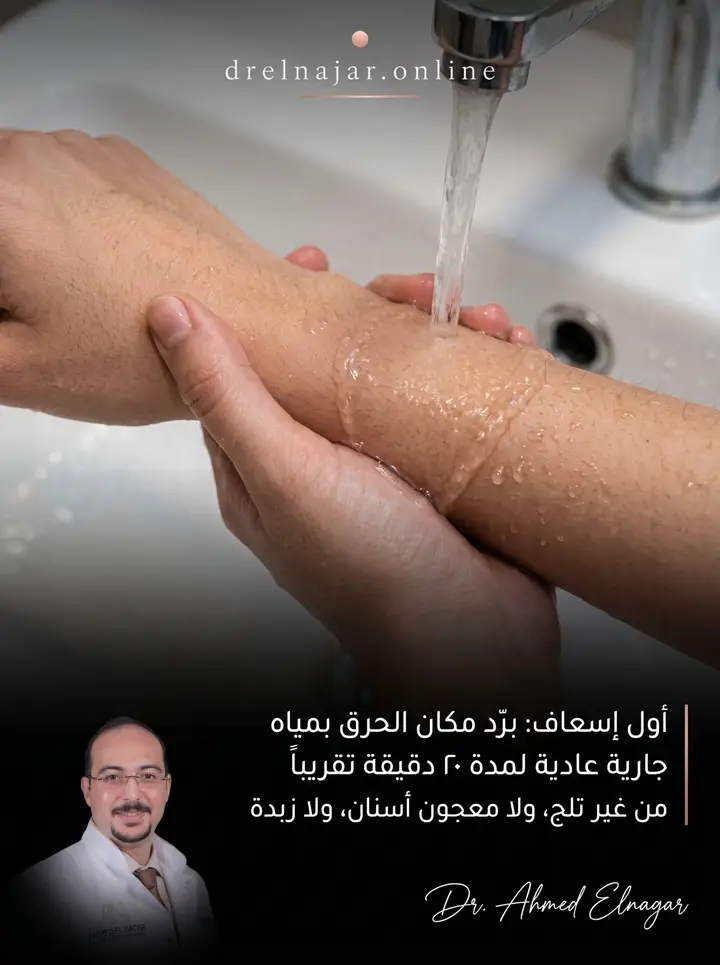 drelnajar.online
أول إسعاف: برّد مكان الحرق بمياه
جارية عادية لمدة ٢٠ دقيقة تقريباً
من غير تلج، ولا معجون أسنان، ولا زبدة
Dr. Ahmed Elnagar